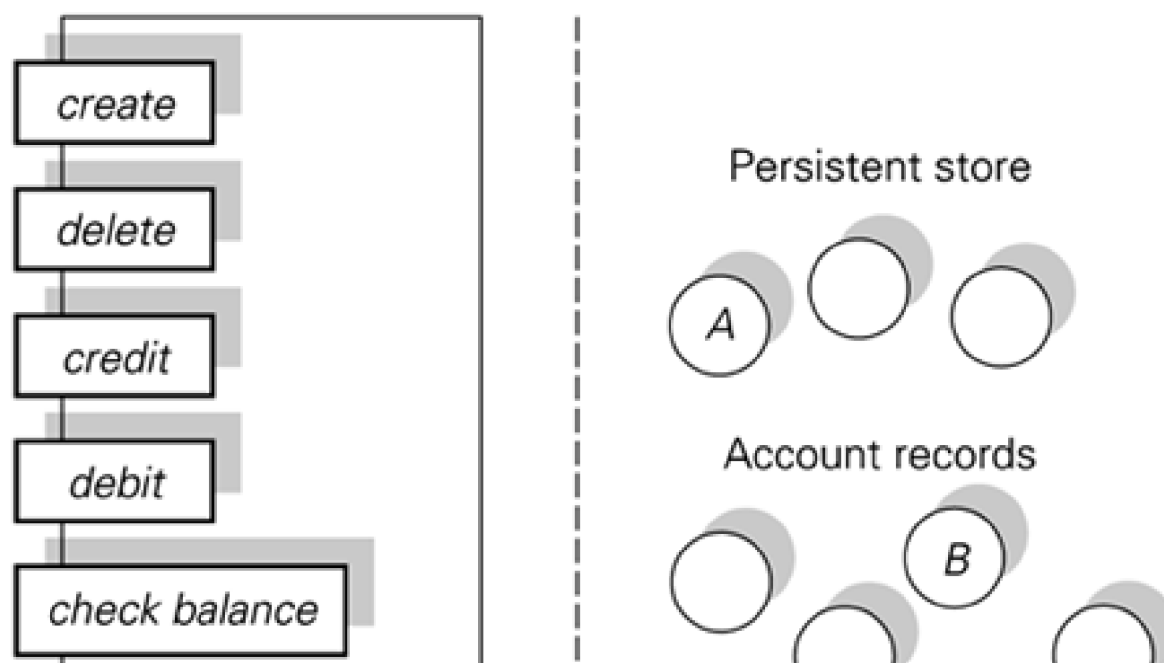 create
delete
credit
debit
check balance
Persistent store
A
Account records
B